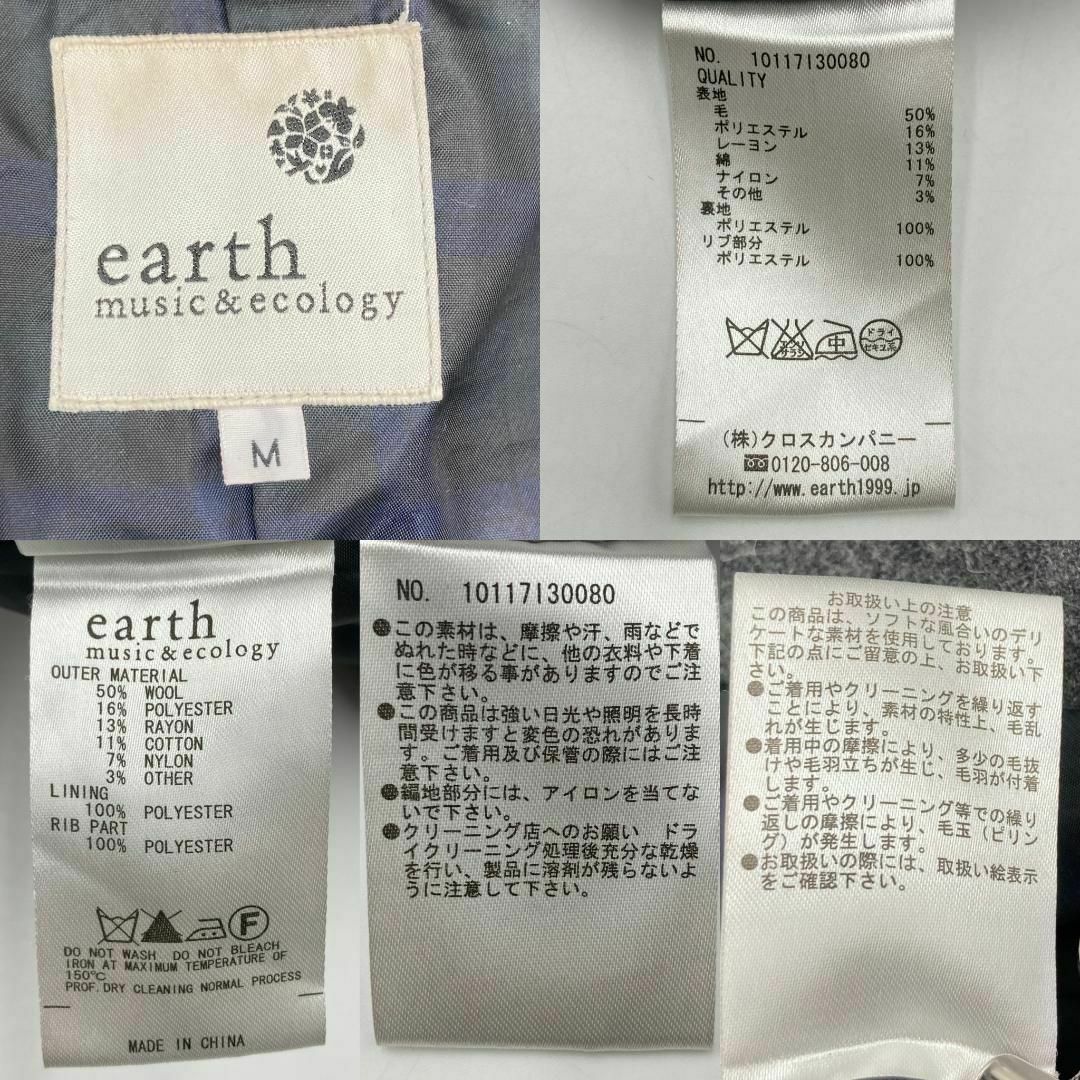 earth
music&ecology
M
NO. 10117130080
QUALITY
表地
毛 50%
ポリエステル 16%
レーヨン 13%
綿 11%
ナイロン 7%
その他 3%
裏地
ポリエステル 100%
リブ部分
ポリエステル 100%
エンソサラシ 中 ドライ セキユ系
(株)クロスカンパニー
0120-806-008
http://www.earth1999.jp
earth
music&ecology
OUTER MATERIAL
50% WOOL
16% POLYESTER
13% RAYON
11% COTTON
7% NYLON
3% OTHER
LINING
100% POLYESTER
RIB PART
100% POLYESTER
F
DO NOT WASH DO NOT BLEACH
IRON AT MAXIMUM TEMPERATURE OF
150℃
PROF.DRY CLEANING NORMAL PROCESS
MADE IN CHINA
NO. 10117130080
●この素材は、摩擦や汗、雨などで
ぬれた時などに、他の衣料や下着
に色が移る事がありますのでご注
意下さい。
●この商品は強い日光や照明を長時
間受けますと変色の恐れがありま
す。ご着用及び保管の際にはご注
意下さい。
●編地部分には、アイロンを当てな
いで下さい。
●クリーニング店へのお願い ドラ
イクリーニング処理後充分な乾燥
を行い、製品に溶剤が残らないよ
うに注意して下さい。
お取扱い上の注意
この商品は、ソフトな風合いのデリ
ケートな素材を使用しております。
下記の点にご留意の上、お取扱い下
さい。
●ご着用やクリーニングを繰り返す
ことにより、素材の特性上、毛乱
れが生じます。
●着用中の摩擦により、多少の毛抜
けや毛羽立ちが生じ、毛羽が付着
します。
●ご着用やクリーニング等での繰り
返しの摩擦により、毛玉(ピリン
グ)が発生します。
●お取扱いの際には、取扱い絵表示
をご確認下さい。